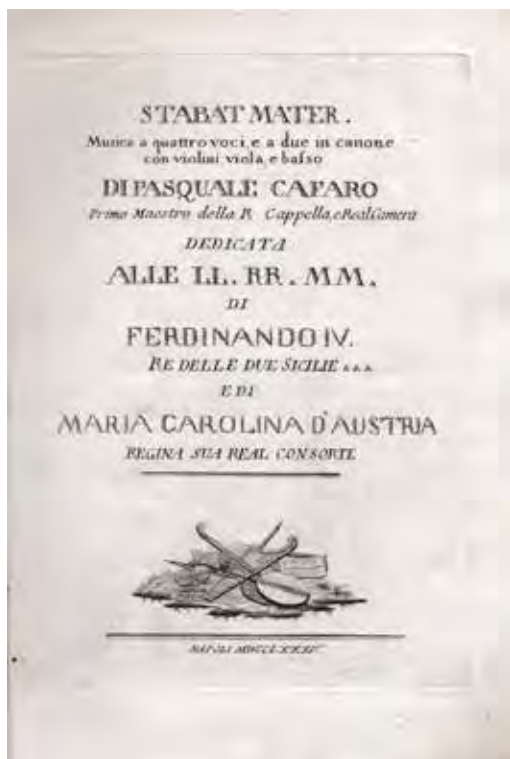 STABAT MATER.
Musica a quattro voci, e a due in canone
con violini viola, e basso
DI PASQUALE CAFARO
Primo Maestro della R. Cappella, e Real Camera
DEDICATA
ALLE LL. RR. MM.
DI
FERDINANDO IV.
RE DELLE DUE SICILIE &.&.&.
E DI
MARIA CAROLINA D'AUSTRIA
REGINA SUA REAL CONSORTE
NAPOLI